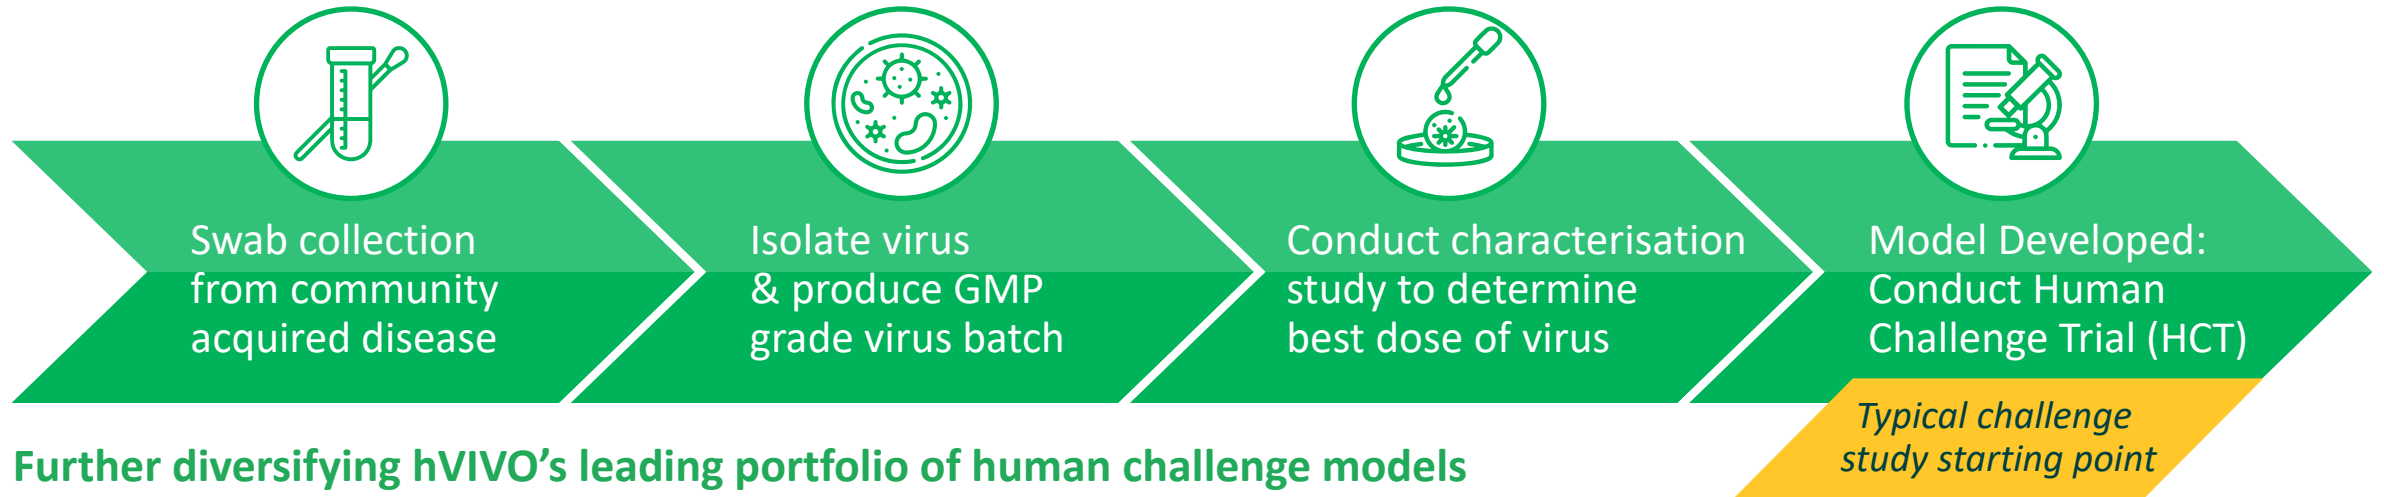 Swab collection
from community
acquired disease
Isolate virus
& produce GMP
grade virus batch
Conduct characterisation
study to determine
best dose of virus
Model Developed:
Conduct Human
Challenge Trial (HCT)
Typical challenge
study starting point
Further diversifying hVIVO’s leading portfolio of human challenge models